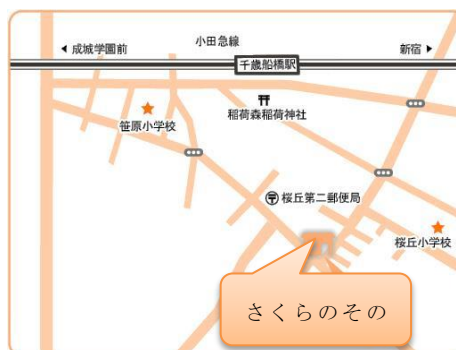 小田急線
◀ 成城学園前
新宿 ▶
千歳船橋駅
稲荷森稲荷神社
笹原小学校
桜丘第二郵便局
桜丘小学校
さくらのその